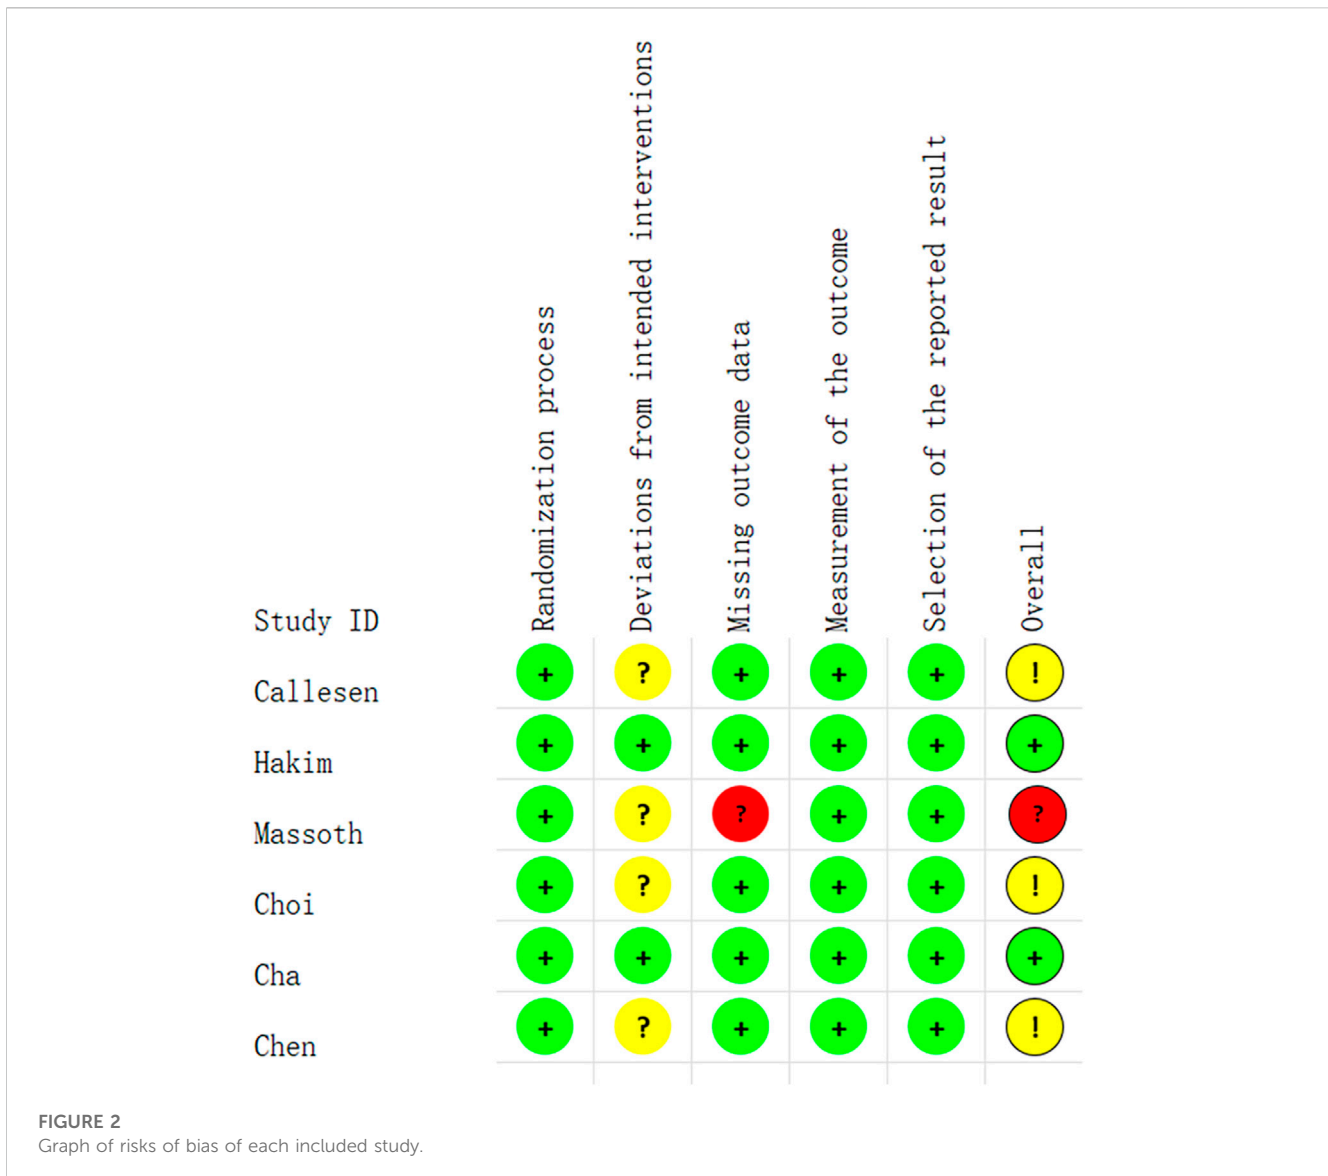 Randomization process
Deviations from intended interventions
Missing outcome data
Measurement of the outcome
Selection of the reported result
Overall
Study ID
Callesen + ? + + + !
Hakim + + + + + +
Massoth + ? ? + + ?
Choi + ? + + + !
Cha + + + + + +
Chen + ? + + + !
FIGURE 2
Graph of risks of bias of each included study.